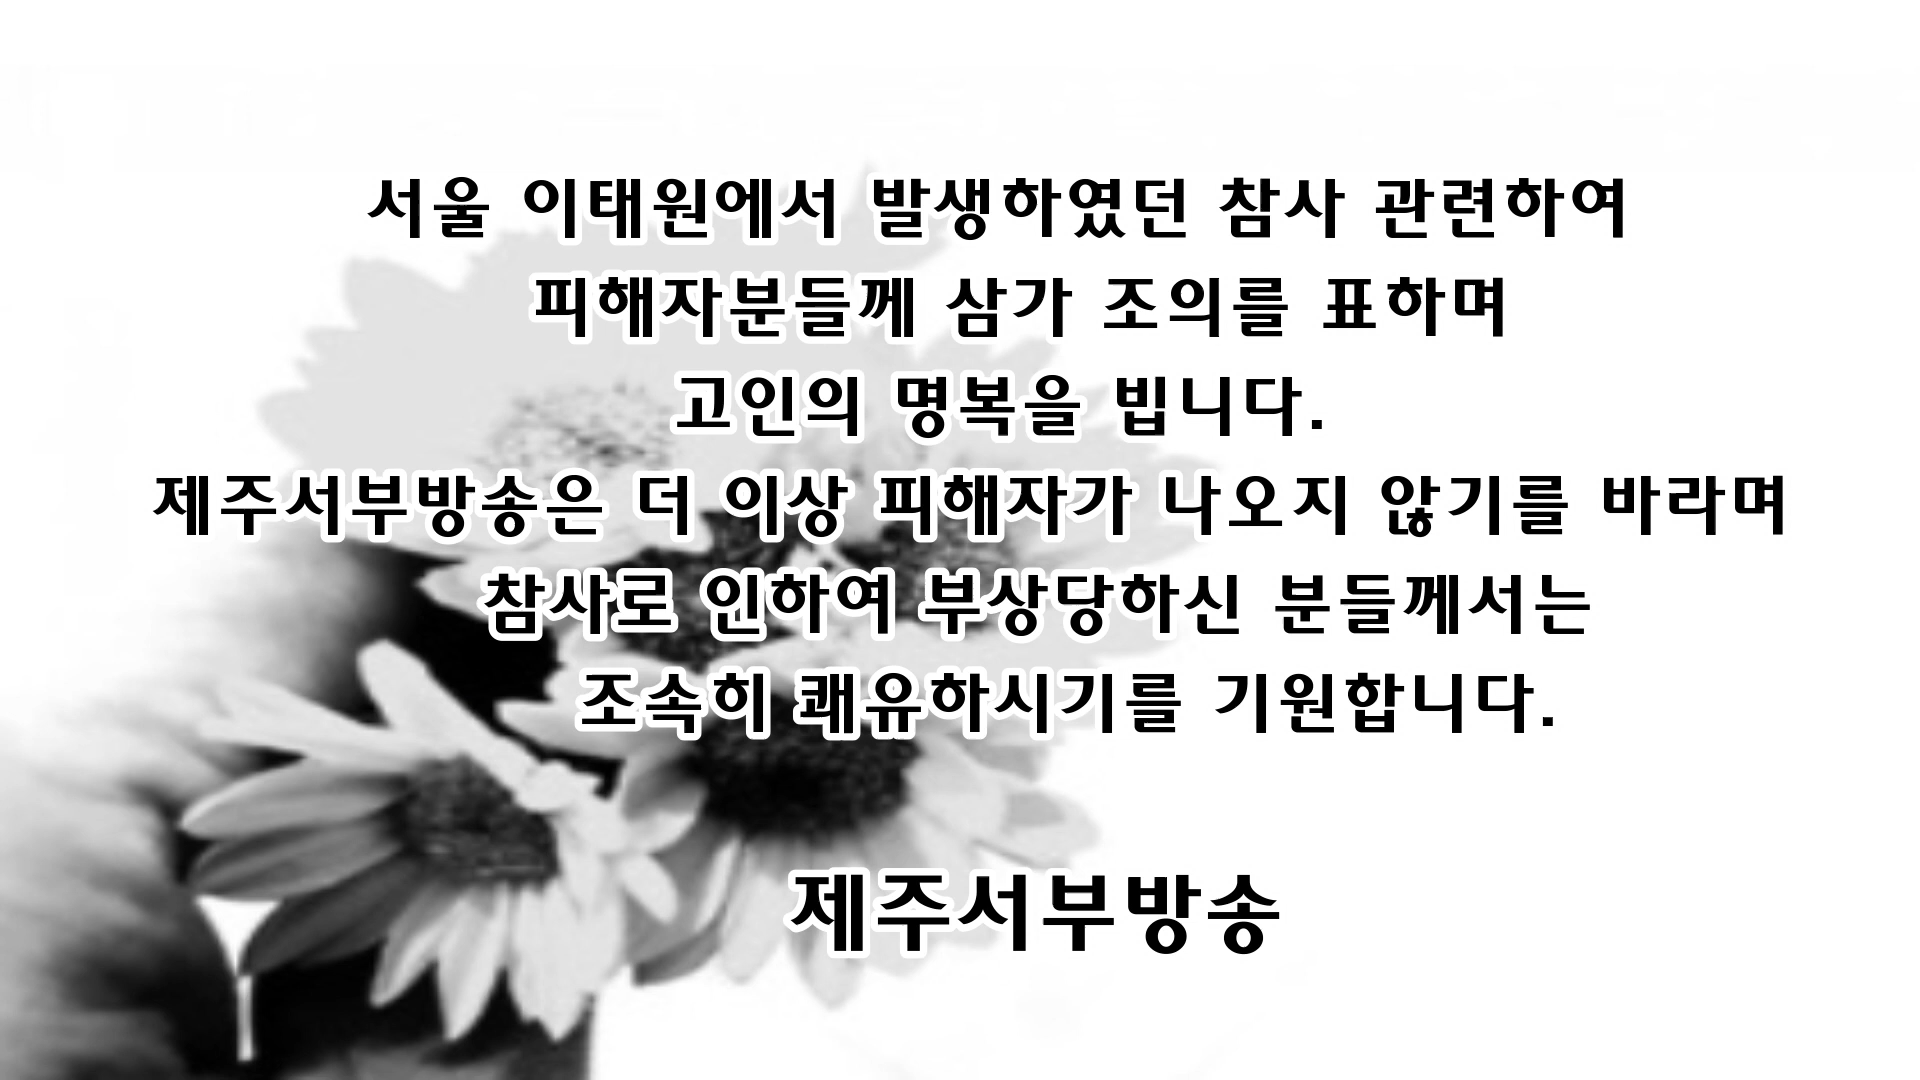 서울 이태원에서 발생하였던 참사 관련하여
피해자분들께 삼가 조의를 표하며
고인의 명복을 빕니다.
제주서부방송은 더 이상 피해자가 나오지 않기를 바라며
참사로 인하여 부상당하신 분들께서는
조속히 쾌유하시기를 기원합니다.
제주서부방송